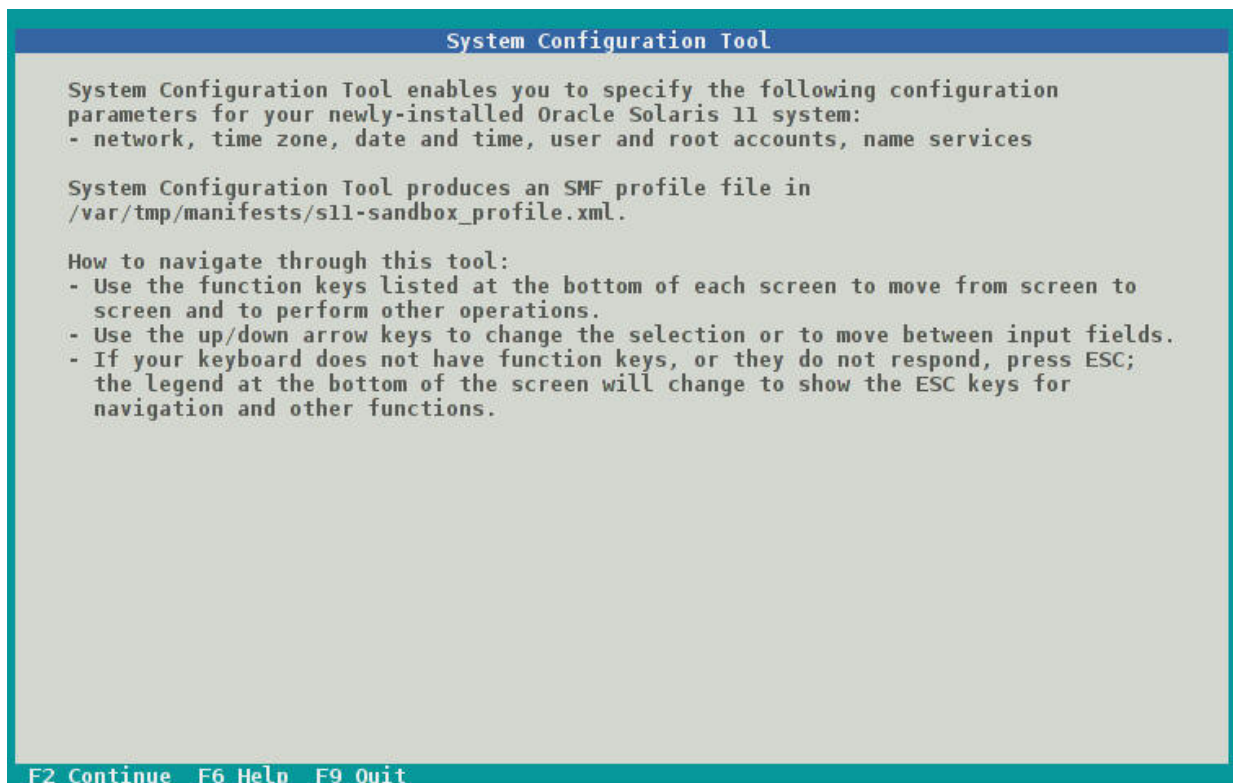 System Configuration Tool
System Configuration Tool enables you to specify the following configuration
parameters for your newly-installed Oracle Solaris 11 system:
- network, time zone, date and time, user and root accounts, name services
System Configuration Tool produces an SMF profile file in
/var/tmp/manifests/s11-sandbox_profile.xml.
How to navigate through this tool:
- Use the function keys listed at the bottom of each screen to move from screen to
screen and to perform other operations.
- Use the up/down arrow keys to change the selection or to move between input fields.
- If your keyboard does not have function keys, or they do not respond, press ESC;
the legend at the bottom of the screen will change to show the ESC keys for
navigation and other functions.
F2 Continue F6 Help F9 Quit